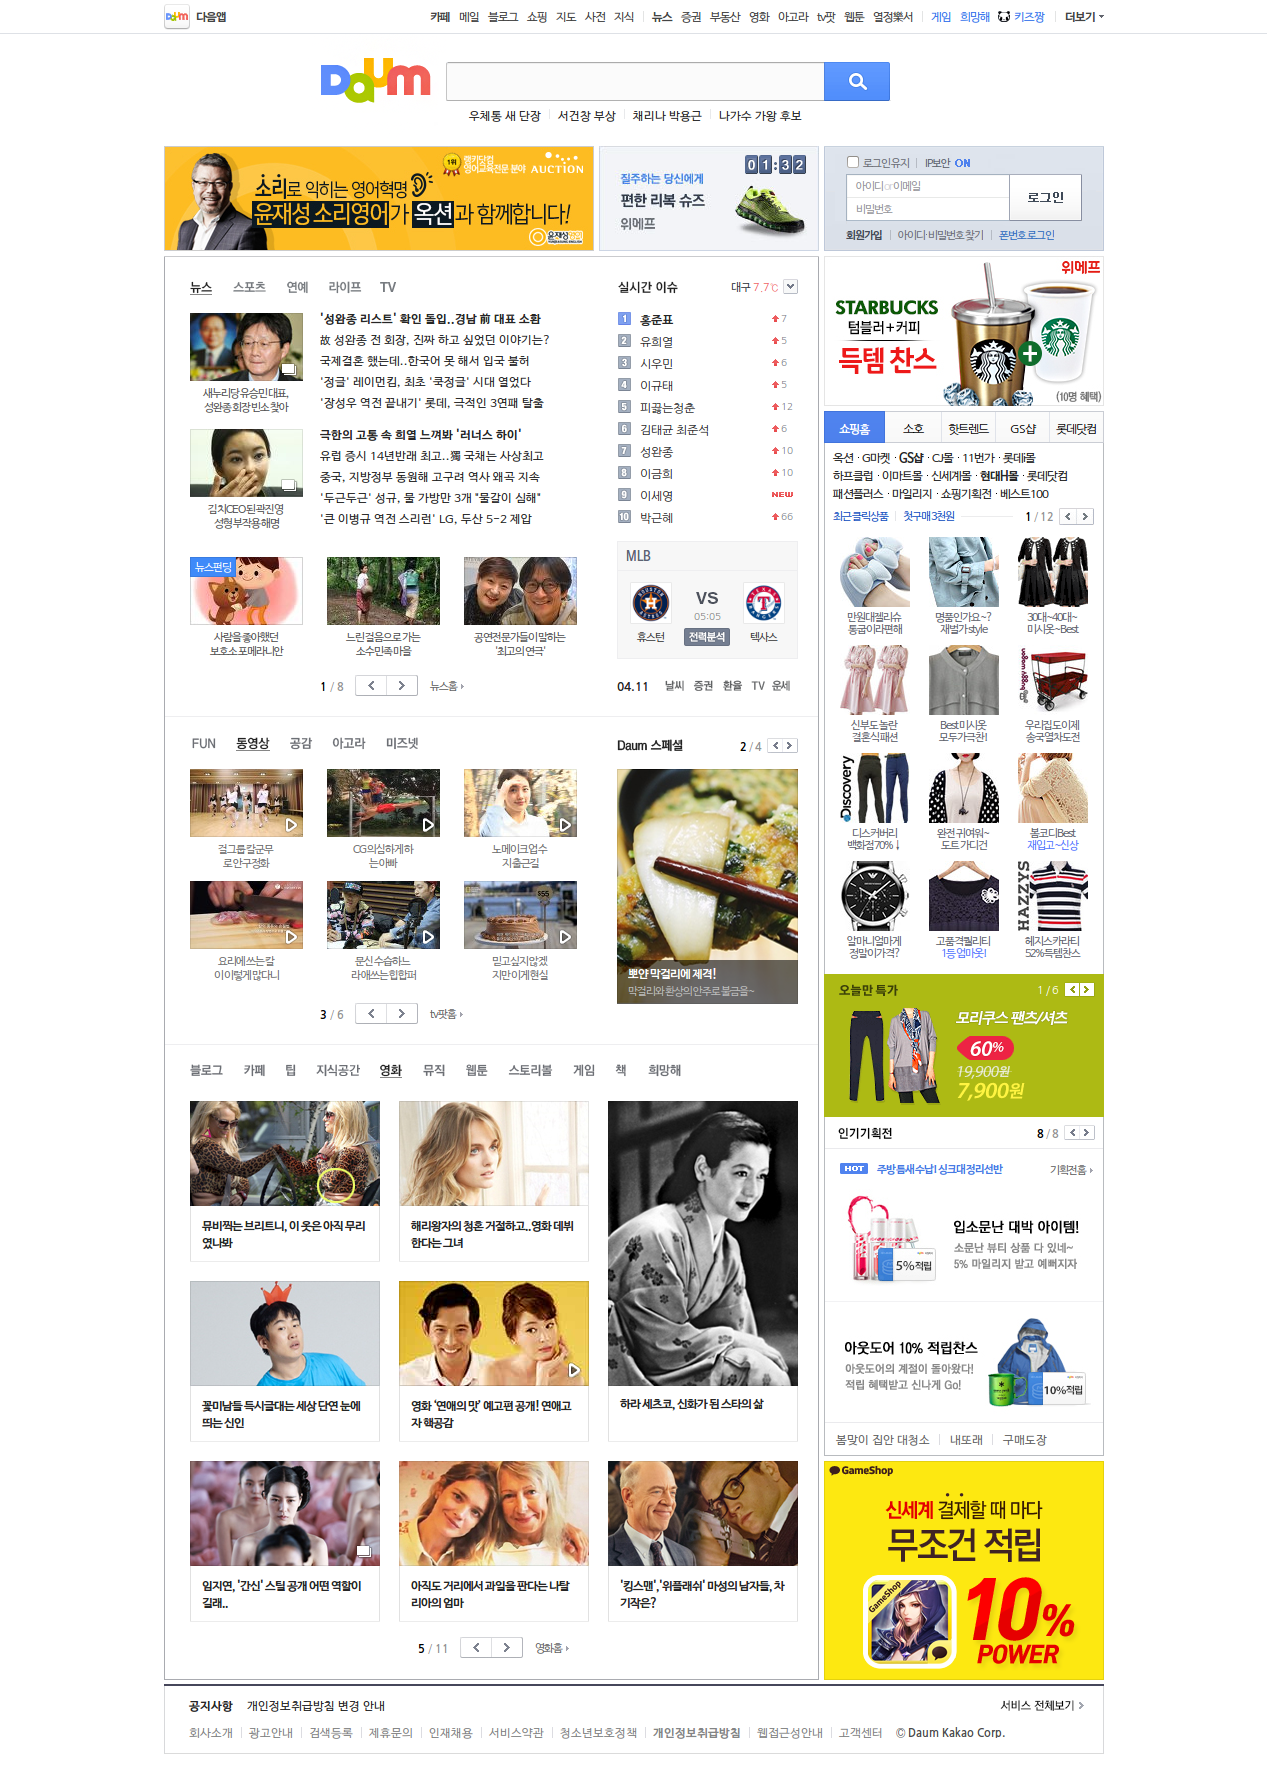 Daum 다음앱
카페 메일 블로그 쇼핑 지도 사전 지식 뉴스 증권 부동산 영화 아고라 tv팟 웹툰 열정樂서 게임 희망해 키즈짱 더보기
Daum
우체통 새 단장 서건창 부상 채리나 박용근 나가수 가왕 후보
1위 랭키닷컴 영어교육전문 분야 AUCTION
소리로 익히는 영어혁명
윤재성 소리영어가 옥션과 함께합니다!
01:32
질주하는 당신에게
편한 리복 슈즈
위메프
로그인 유지 IP보안 ON
아이디 or 이메일
비밀번호
로그인
회원가입 아이디·비밀번호 찾기 폰번호 로그인
뉴스 스포츠 연예 라이프 TV
'성완종 리스트' 확인 돌입..경남 前 대표 소환
故 성완종 전 회장, 진짜 하고 싶었던 이야기는?
국제결혼 했는데..한국어 못 해서 입국 불허
'정글' 레이먼킴, 최초 '쿡정글' 시대 열었다
'장성우 역전 끝내기' 롯데, 극적인 3연패 탈출
새누리당 유승민 대표,
성완종 회장 빈소 찾아
극한의 고통 속 희열 느껴봐 '러너스 하이'
유럽 증시 14년반래 최고..獨 국채는 사상최고
중국, 지방정부 동원해 고구려 역사 왜곡 지속
'두근두근' 성규, 물 가방만 3개 "물갈이 심해"
'큰 이병규 역전 스리런' LG, 두산 5-2 제압
김치CEO 된 곽진영
성형부작용 해명
뉴스펀딩
사람을 좋아했던
보호소 포메라니안
느린 걸음으로 가는
소수민족 마을
공연전문가들이 말하는
'최고의 연극'
1 / 8 뉴스홈
실시간 이슈 대구 7.7℃
1 홍준표 7
2 유희열 5
3 시우민 6
4 이규태 5
5 피끓는청춘 12
6 김태균 최준석 6
7 성완종 10
8 이금희 10
9 이세영 NEW
10 박근혜 66
MLB
VS
05:05
휴스턴 전력분석 텍사스
04.11 날씨 증권 환율 TV 운세
FUN 동영상 공감 아고라 미즈넷
걸그룹 칼군무
로 안구정화
CG 의심하게 하
는 아빠
노메이크업 수
지 출근길
요리에 쓰는 칼
이 이렇게 많다니
문신 수습하느
라 애쓰는 힙합퍼
믿고 싶지 않겠
지만 이게 현실
3 / 6 tv팟홈
Daum 스페셜 2 / 4
뽀얀 막걸리에 제격!
막걸리와 환상의 안주로 불금을~
블로그 카페 팁 지식공간 영화 뮤직 웹툰 스토리볼 게임 책 희망해
뮤비찍는 브리트니, 이 옷은 아직 무리
였나봐
해리왕자의 청혼 거절하고..영화 데뷔
한다는 그녀
꽃미남들 득시글대는 세상 단연 눈에
띄는 신인
영화 '연애의 맛' 예고편 공개! 연애고
자 핵공감
하라 세츠코, 신화가 된 스타의 삶
임지연, '간신' 스틸 공개 어떤 역할이
길래..
아직도 거리에서 과일을 판다는 나탈
리아의 엄마
'킹스맨','위플래쉬' 마성의 남자들, 차
기작은?
5 / 11 영화홈
위메프
STARBUCKS
텀블러+커피
득템 찬스
(10명 혜택)
쇼핑홈 소호 핫트렌드 GS샵 롯데닷컴
옥션 · G마켓 · GS샵 · CJ몰 · 11번가 · 롯데i몰
하프클럽 · 이마트몰 · 신세계몰 · 현대H몰 · 롯데닷컴
패션플러스 · 마일리지 · 쇼핑기획전 · 베스트100
최근 클릭상품 첫구매 3천원 1 / 12
만원대젤리슈
통굽이라편해
명품인가요~?
재벌가style
30대~40대~
미시옷~Best
신부도 놀란
결혼식 패션
Best 미시옷
모두가극찬!
buggy wagon
우리집도이제
송국열차도전
Discovery
디스커버리
백화점70%↓
완전 귀여워~
도트 가디건
봄코디Best
재입고~신상
알마니얼마게
정말이가격?
고품격퀄리티
1등 엄마옷!
HAZZYS
헤지스카라티
52%득템찬스
오늘만 특가 1 / 6
모리쿠스 팬츠/셔츠
60%
19,900원
7,900원
인기기획전 8 / 8
HOT 주방 틈새수납! 싱크대정리선반 기획전홈
입소문난 대박 아이템!
소문난 뷰티 상품 다 있네~
5% 마일리지 받고 예뻐지자
5%적립
아웃도어 10% 적립찬스
아웃도어의 계절이 돌아왔다!
적립 혜택받고 신나게 Go!
10%적립
봄맞이 집안 대청소 내또래 구매도장
GameShop
신세계 결제할 때 마다
무조건 적립
GameShop
10%
POWER
공지사항 개인정보취급방침 변경 안내 서비스 전체보기
회사소개 광고안내 검색등록 제휴문의 인재채용 서비스약관 청소년보호정책 개인정보취급방침 웹접근성안내 고객센터 © Daum Kakao Corp.